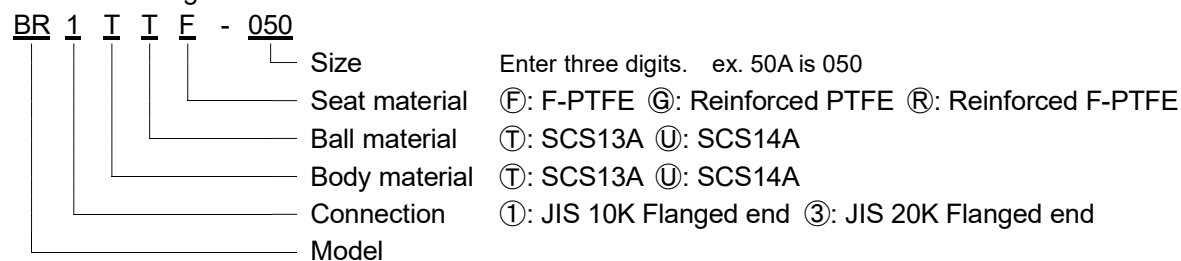 BR 1 T T F - 050
Size Enter three digits. ex. 50A is 050
Seat material Ⓕ: F-PTFE Ⓖ: Reinforced PTFE Ⓡ: Reinforced F-PTFE
Ball material Ⓣ: SCS13A Ⓤ: SCS14A
Body material Ⓣ: SCS13A Ⓤ: SCS14A
Connection ①: JIS 10K Flanged end ③: JIS 20K Flanged end
Model